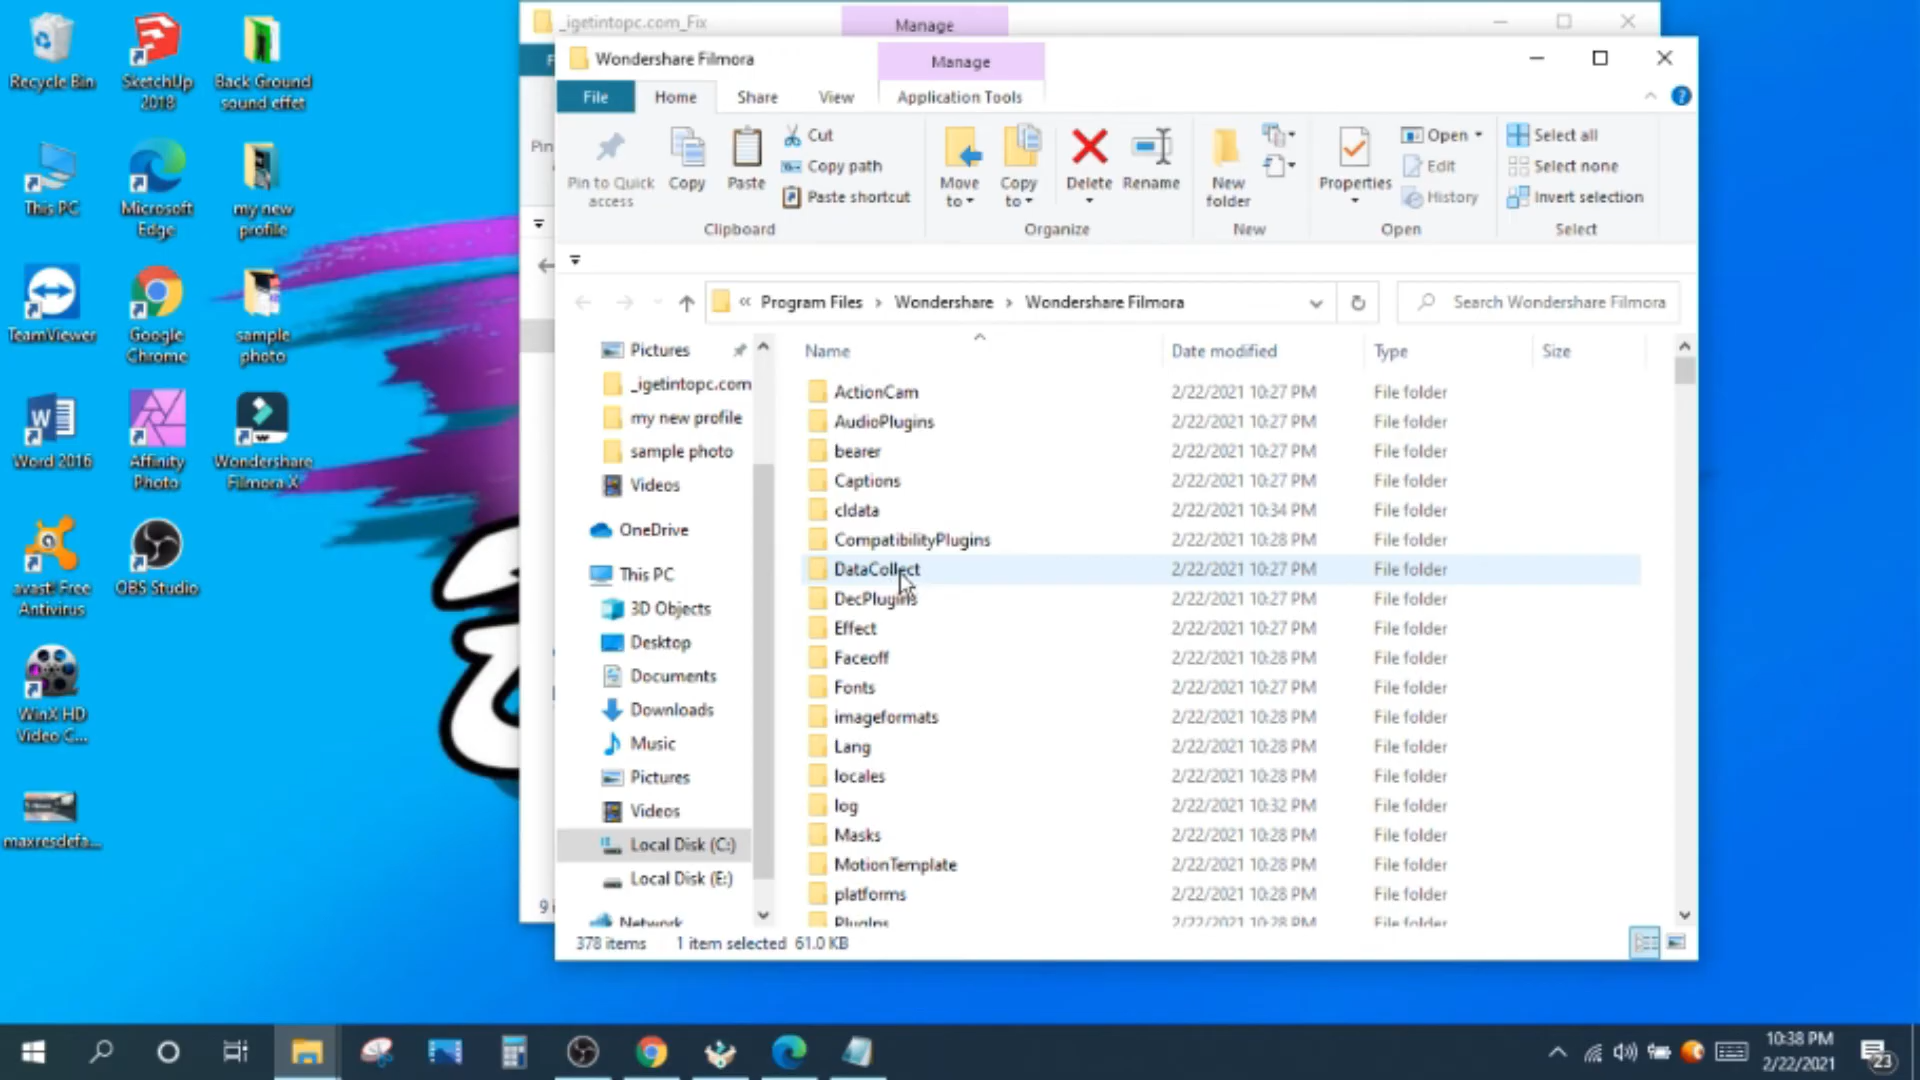 _igetintopc.com_Fix
Manage
Wondershare Filmora
Manage
File
Home
Share
View
Application Tools
Pin to Quick access
Copy
Paste
Cut
Copy path
Paste shortcut
Move to
Copy to
Delete
Rename
New folder
Properties
Open
Edit
History
Select all
Select none
Invert selection
Clipboard
Organize
New
Open
Select
« Program Files > Wondershare > Wondershare Filmora
Search Wondershare Filmora
Pictures
_igetintopc.com
my new profile
sample photo
Videos
OneDrive
This PC
3D Objects
Desktop
Documents
Downloads
Music
Pictures
Videos
Local Disk (C:)
Local Disk (E:)
Network
Name Date modified Type Size
ActionCam 2/22/2021 10:27 PM File folder
AudioPlugins 2/22/2021 10:27 PM File folder
bearer 2/22/2021 10:27 PM File folder
Captions 2/22/2021 10:27 PM File folder
cldata 2/22/2021 10:34 PM File folder
CompatibilityPlugins 2/22/2021 10:28 PM File folder
DataCollect 2/22/2021 10:27 PM File folder
DecPlugins 2/22/2021 10:27 PM File folder
Effect 2/22/2021 10:27 PM File folder
Faceoff 2/22/2021 10:28 PM File folder
Fonts 2/22/2021 10:27 PM File folder
imageformats 2/22/2021 10:28 PM File folder
Lang 2/22/2021 10:28 PM File folder
locales 2/22/2021 10:28 PM File folder
log 2/22/2021 10:32 PM File folder
Masks 2/22/2021 10:28 PM File folder
MotionTemplate 2/22/2021 10:28 PM File folder
platforms 2/22/2021 10:28 PM File folder
PlugIns 2/22/2021 10:28 PM File folder
378 items 1 item selected 61.0 KB
Recycle Bin
SketchUp 2018
Back Ground sound effet
This PC
Microsoft Edge
my new profile
TeamViewer
Google Chrome
sample photo
Word 2016
Affinity Photo
Wondershare Filmora X
avast! Free Antivirus
OBS Studio
WinX HD Video C...
maxresdefa...
10:38 PM
2/22/2021
23